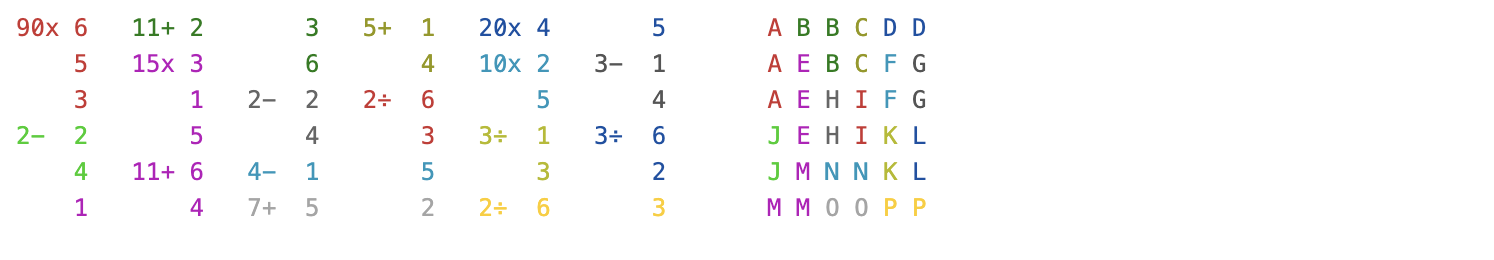 90x 6 11+ 2 3 5+ 1 20x 4 5 A B B C D D
5 15x 3 6 4 10x 2 3− 1 A E B C F G
3 1 2− 2 2÷ 6 5 4 A E H I F G
2− 2 5 4 3 3÷ 1 3÷ 6 J E H I K L
4 11+ 6 4− 1 5 3 2 J M N N K L
1 4 7+ 5 2 2÷ 6 3 M M O O P P